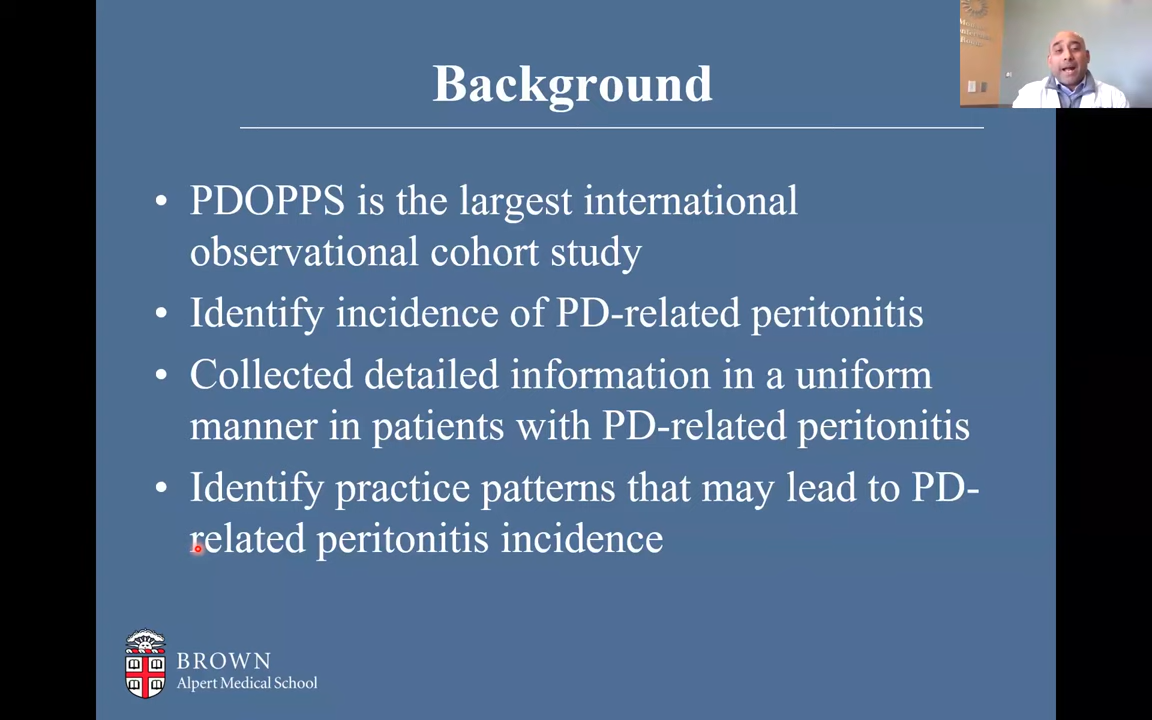 Background
• PDOPPS is the largest international
observational cohort study
• Identify incidence of PD-related peritonitis
• Collected detailed information in a uniform
manner in patients with PD-related peritonitis
• Identify practice patterns that may lead to PD-
related peritonitis incidence
BROWN
Alpert Medical School